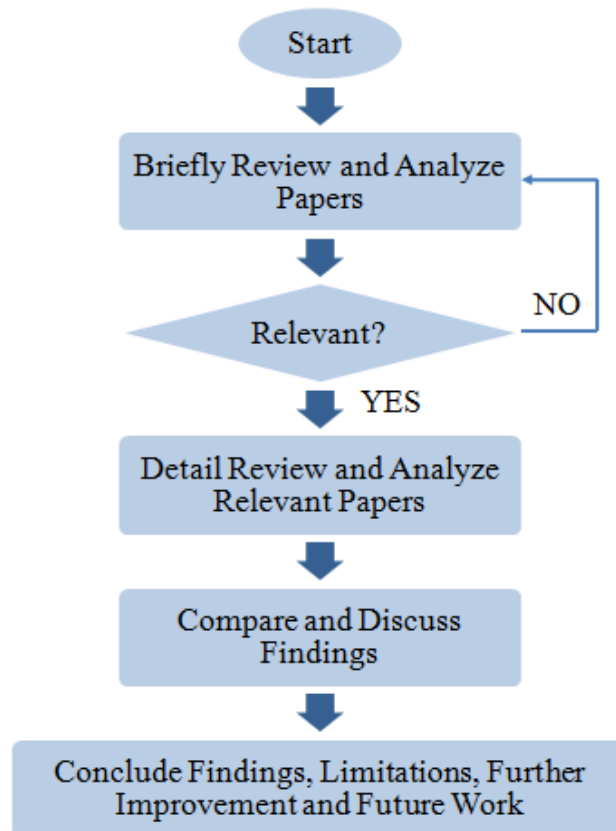 Start
Briefly Review and Analyze
Papers
Relevant?
NO
YES
Detail Review and Analyze
Relevant Papers
Compare and Discuss
Findings
Conclude Findings, Limitations, Further
Improvement and Future Work